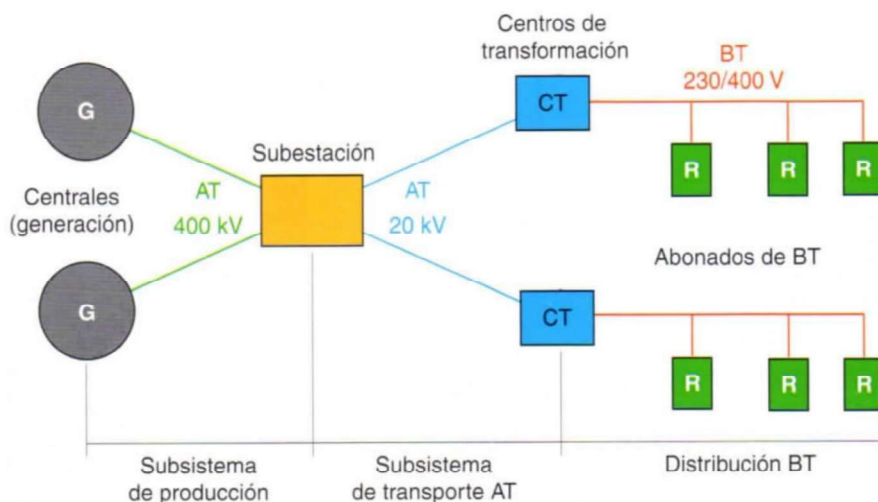 Centros de
transformación
BT
230/400 V
G
CT
Subestación
R
R
R
Centrales
(generación)
AT
400 kV
AT
20 kV
Abonados de BT
G
CT
R
R
R
Subsistema
de producción
Subsistema
de transporte AT
Distribución BT